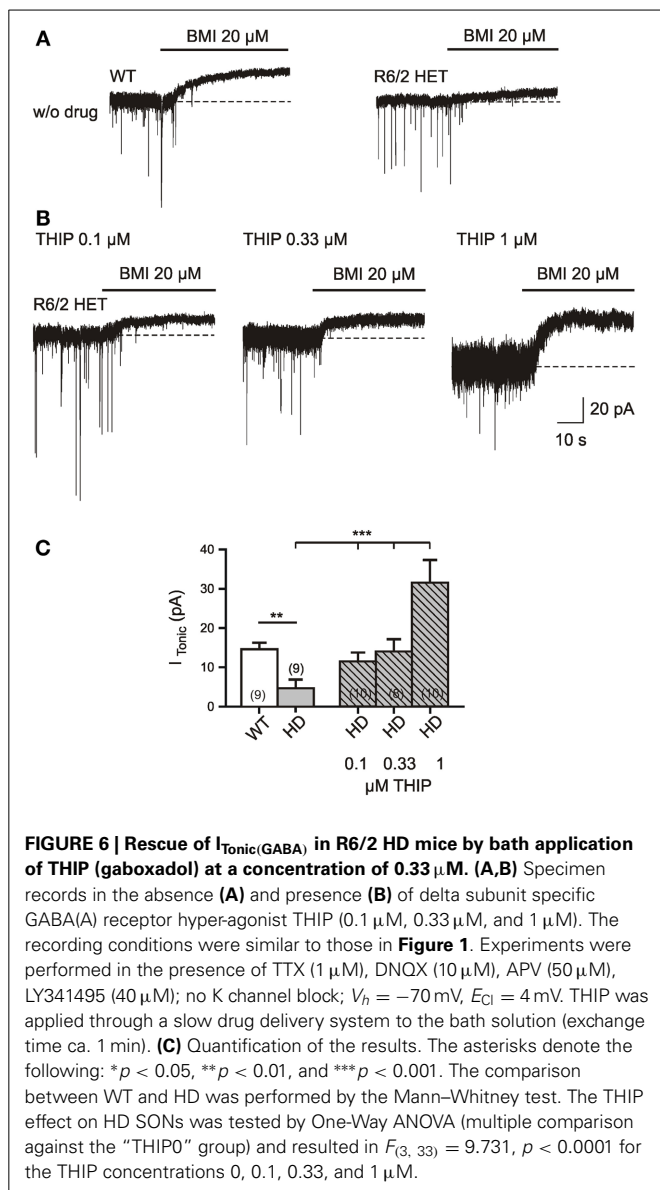 A
BMI 20 µM
BMI 20 µM
WT
R6/2 HET
w/o drug
B
THIP 0.1 µM
THIP 0.33 µM
THIP 1 µM
BMI 20 µM
BMI 20 µM
BMI 20 µM
R6/2 HET
20 pA
10 s
C
***
40
30
20
10
0
I Tonic (pA)
**
(9)
(9)
(10)
(8)
(10)
WT
HD
HD
HD
HD
0.1 0.33 1
µM THIP
FIGURE 6 | Rescue of ITonic(GABA) in R6/2 HD mice by bath application
of THIP (gaboxadol) at a concentration of 0.33 µM. (A,B) Specimen
records in the absence (A) and presence (B) of delta subunit specific
GABA(A) receptor hyper-agonist THIP (0.1 µM, 0.33 µM, and 1 µM). The
recording conditions were similar to those in Figure 1. Experiments were
performed in the presence of TTX (1 µM), DNQX (10 µM), APV (50 µM),
LY341495 (40 µM); no K channel block; Vh = −70 mV, ECl = 4 mV. THIP was
applied through a slow drug delivery system to the bath solution (exchange
time ca. 1 min). (C) Quantification of the results. The asterisks denote the
following: *p < 0.05, **p < 0.01, and ***p < 0.001. The comparison
between WT and HD was performed by the Mann–Whitney test. The THIP
effect on HD SONs was tested by One-Way ANOVA (multiple comparison
against the "THIP0" group) and resulted in F(3, 33) = 9.731, p < 0.0001 for
the THIP concentrations 0, 0.1, 0.33, and 1 µM.